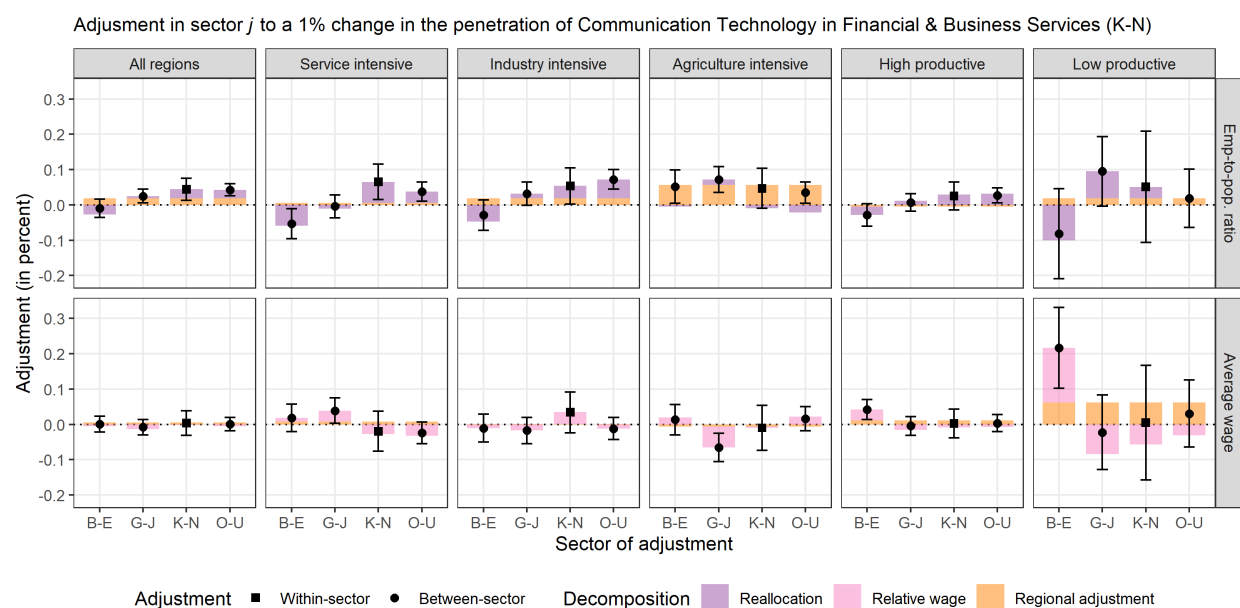 Adjustment in sector j to a 1% change in the penetration of Communication Technology in Financial & Business Services (K-N)
All regions
Service intensive
Industry intensive
Agriculture intensive
High productive
Low productive
Adjustment (in percent)
0.3
0.2
0.1
0.0
-0.1
-0.2
Emp-to-pop. ratio
0.3
0.2
0.1
0.0
-0.1
-0.2
Average wage
B-E G-J K-N O-U
B-E G-J K-N O-U
B-E G-J K-N O-U
B-E G-J K-N O-U
B-E G-J K-N O-U
B-E G-J K-N O-U
Sector of adjustment
Adjustment Within-sector Between-sector Decomposition Reallocation Relative wage Regional adjustment